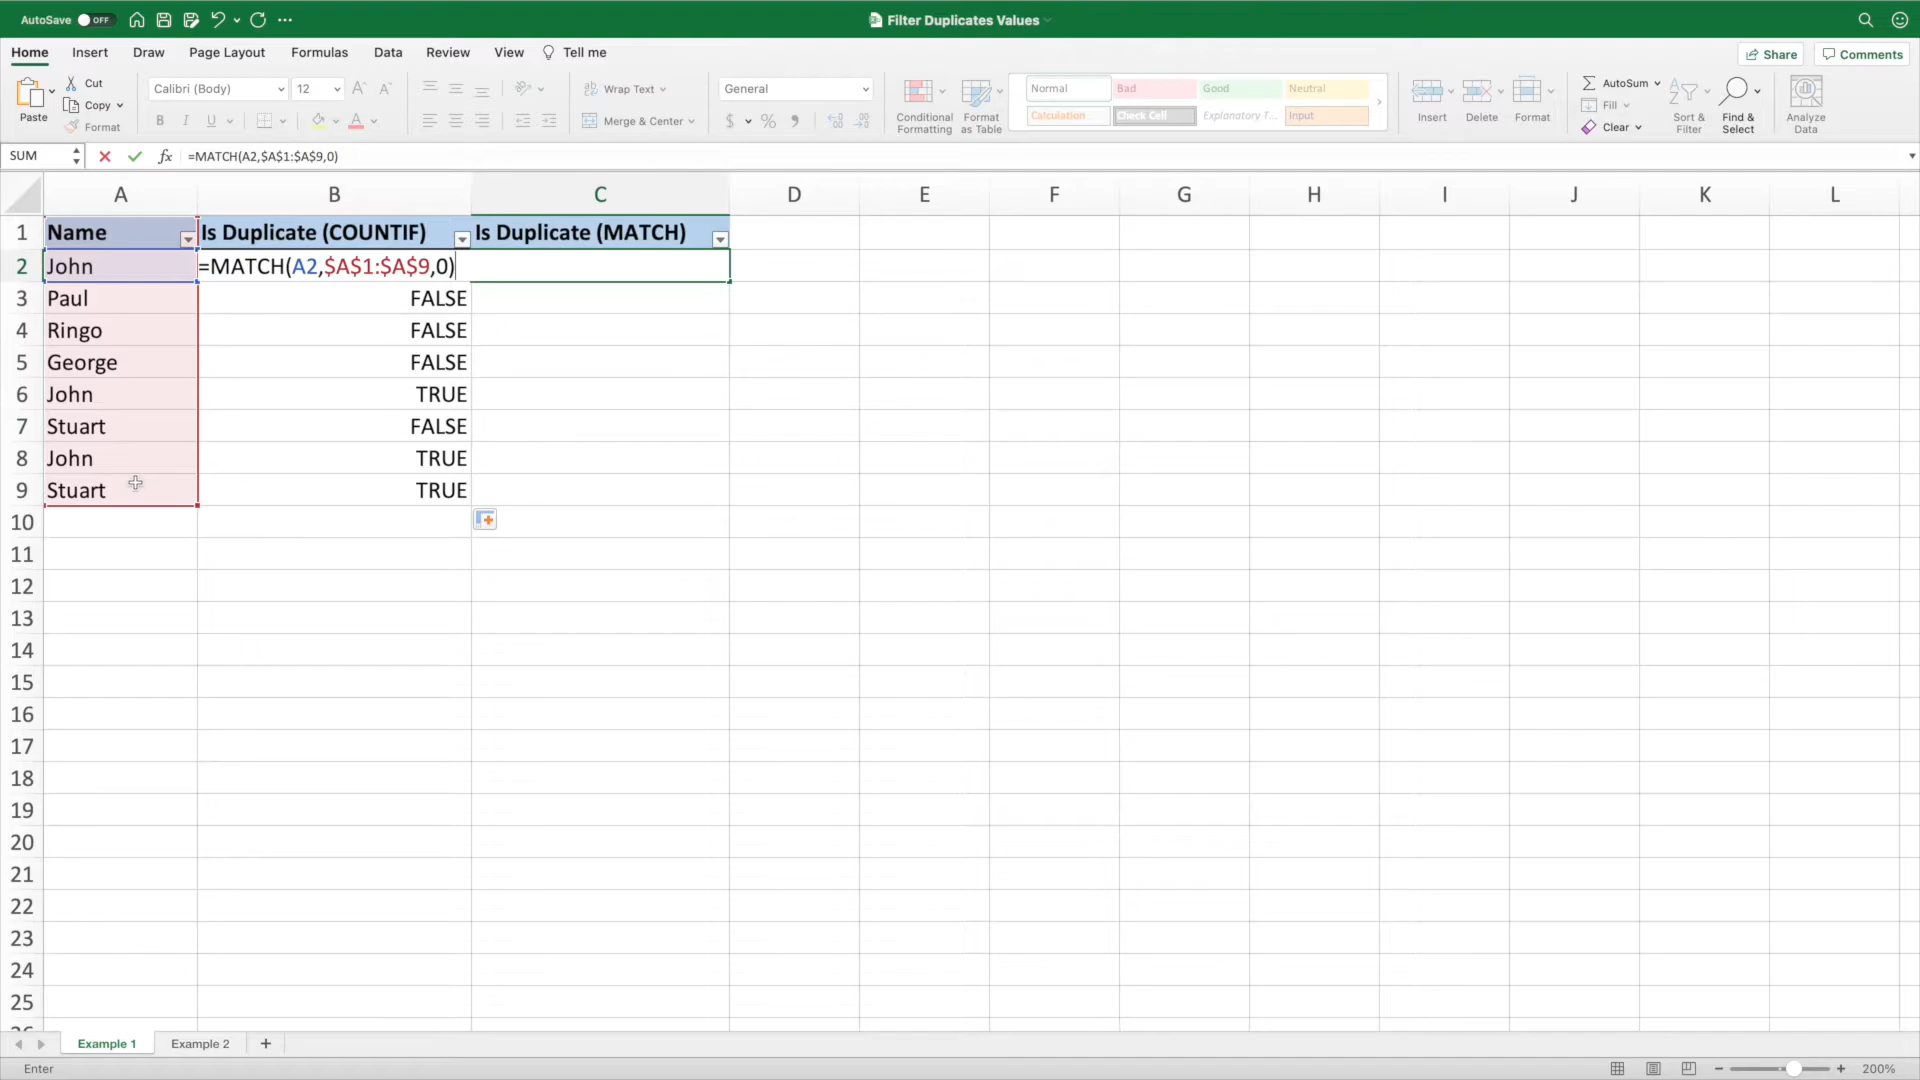 AutoSave OFF ... Filter Duplicates Values
Home Insert Draw Page Layout Formulas Data Review View Tell me Share Comments
Paste Cut Copy Format
Calibri (Body) 12 A A
B I U A
Wrap Text
Merge & Center
General
$ % ,
Conditional Formatting
Format as Table
Normal Bad Good Neutral
Calculation Check Cell Explanatory T... Input
Insert Delete Format
AutoSum
Fill
Clear
Sort & Filter
Find & Select
Analyze Data
SUM fx =MATCH(A2,$A$1:$A$9,0)
A B C D E F G H I J K L
1 Name Is Duplicate (COUNTIF) Is Duplicate (MATCH)
2 John =MATCH(A2,$A$1:$A$9,0)
3 Paul FALSE
4 Ringo FALSE
5 George FALSE
6 John TRUE
7 Stuart FALSE
8 John TRUE
9 Stuart TRUE
10
11
12
13
14
15
16
17
18
19
20
21
22
23
24
25
Example 1 Example 2 +
Enter 200%